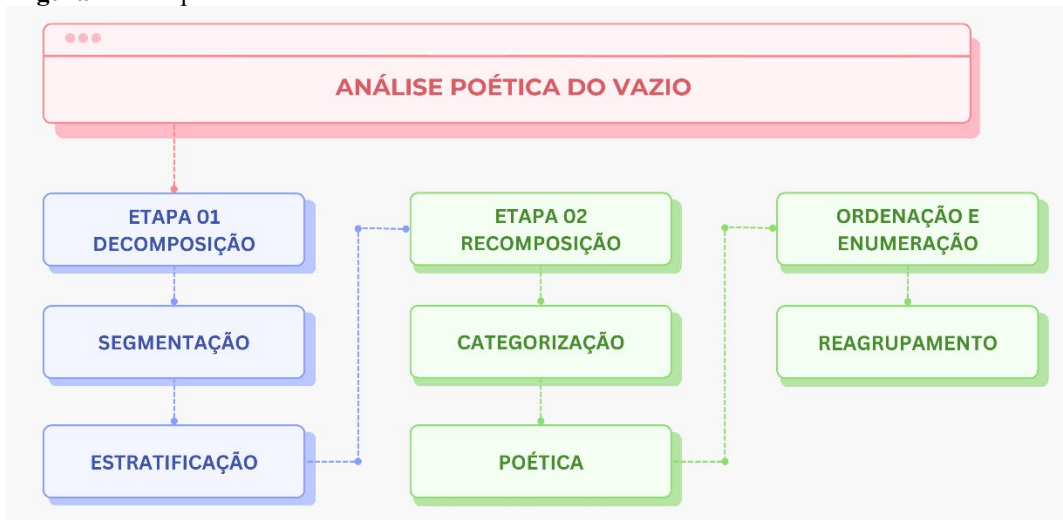 ANÁLISE POÉTICA DO VAZIO
ETAPA 01
DECOMPOSIÇÃO
SEGMENTAÇÃO
ESTRATIFICAÇÃO
ETAPA 02
RECOMPOSIÇÃO
CATEGORIZAÇÃO
POÉTICA
ORDENAÇÃO E
ENUMERAÇÃO
REAGRUPAMENTO